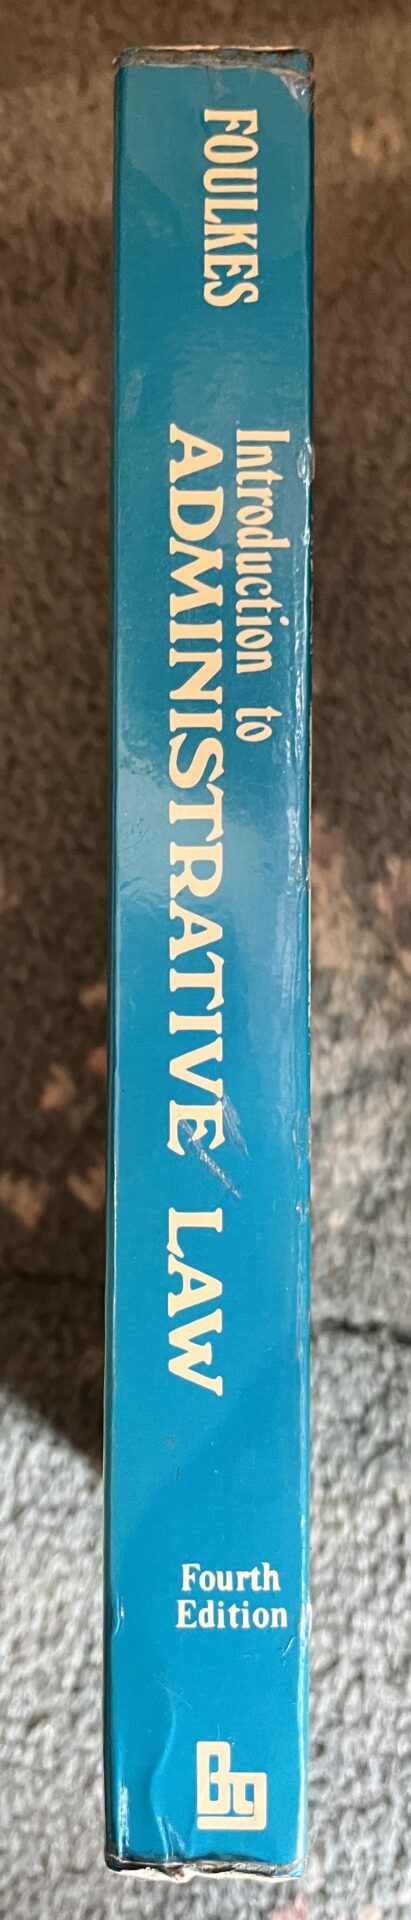 FOULKES
Introduction to
ADMINISTRATIVE LAW
Fourth
Edition